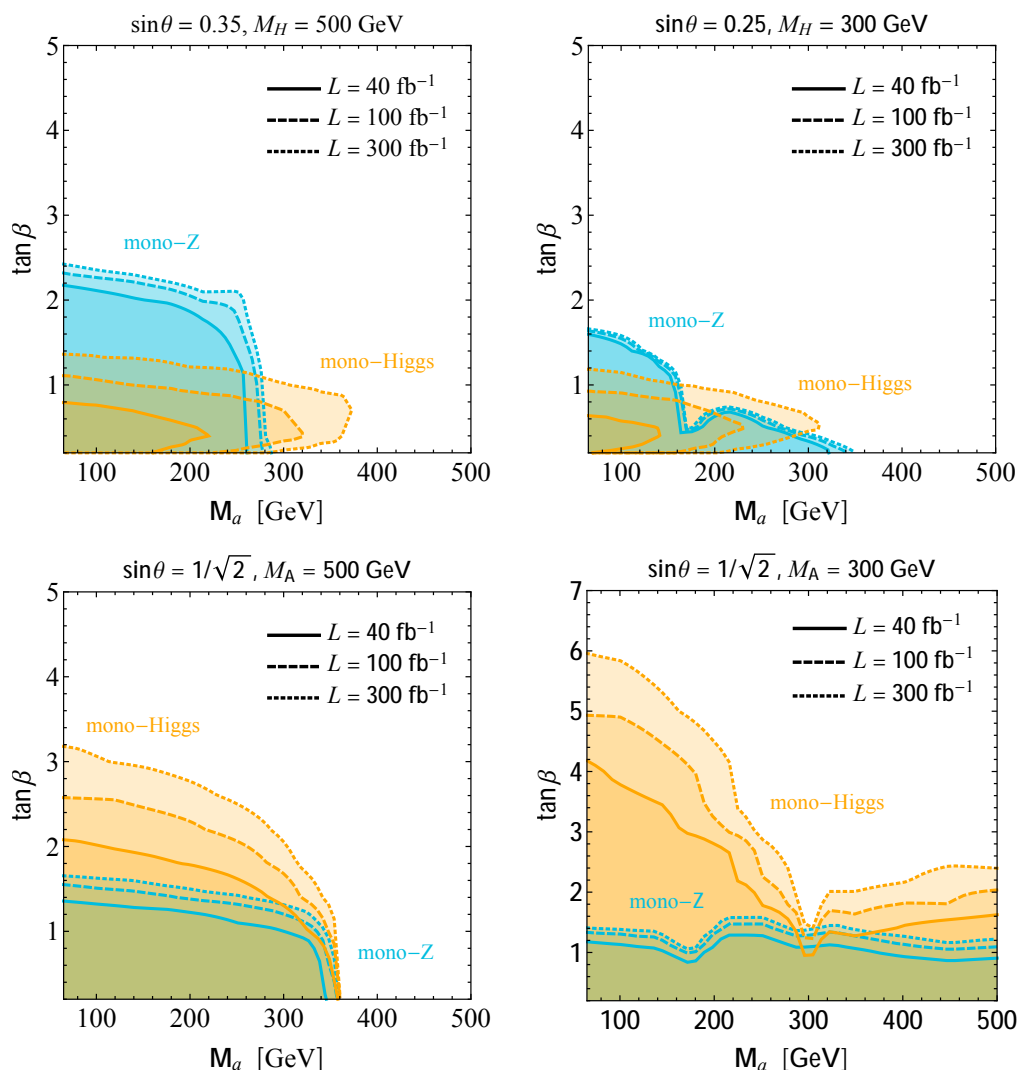 sinθ = 0.35, M_H = 500 GeV
5
4
3
2
1
tan β
L = 40 fb⁻¹
L = 100 fb⁻¹
L = 300 fb⁻¹
mono−Z
mono−Higgs
100 200 300 400 500
M_a [GeV]
sinθ = 0.25, M_H = 300 GeV
5
4
3
2
1
tan β
L = 40 fb⁻¹
L = 100 fb⁻¹
L = 300 fb⁻¹
mono−Z
mono−Higgs
100 200 300 400 500
M_a [GeV]
sinθ = 1/√2, M_A = 500 GeV
5
4
3
2
1
tan β
L = 40 fb⁻¹
L = 100 fb⁻¹
L = 300 fb⁻¹
mono−Higgs
mono−Z
100 200 300 400 500
M_a [GeV]
sinθ = 1/√2, M_A = 300 GeV
7
6
5
4
3
2
1
tan β
L = 40 fb⁻¹
L = 100 fb⁻¹
L = 300 fb⁻¹
mono−Higgs
mono−Z
100 200 300 400 500
M_a [GeV]